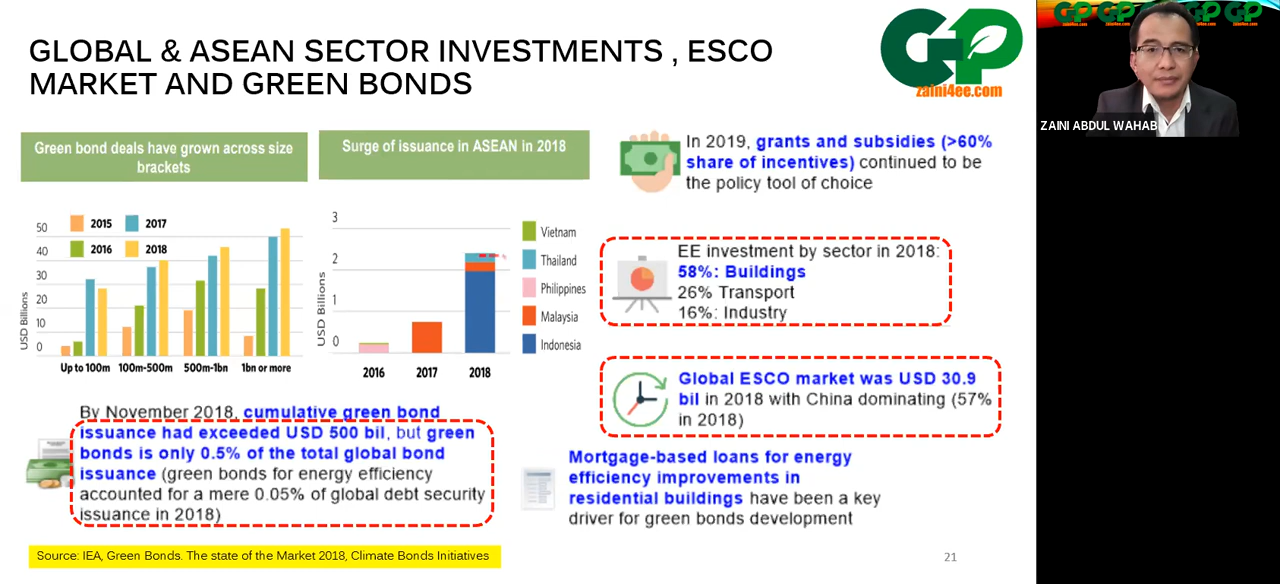 GLOBAL & ASEAN SECTOR INVESTMENTS , ESCO
MARKET AND GREEN BONDS
GP
zaini4ee.com
ZAINI ABDUL WAHAB
Green bond deals have grown across size
brackets
Surge of issuance in ASEAN in 2018
USD Billions
50
40
30
20
10
0
2015
2017
2016
2018
Up to 100m
100m-500m
500m-1bn
1bn or more
USD Billions
3
2
1
0
2016
2017
2018
Vietnam
Thailand
Philippines
Malaysia
Indonesia
In 2019, grants and subsidies (>60%
share of incentives) continued to be
the policy tool of choice
EE investment by sector in 2018:
58%: Buildings
26% Transport
16%: Industry
Global ESCO market was USD 30.9
bil in 2018 with China dominating (57%
in 2018)
By November 2018, cumulative green bond
issuance had exceeded USD 500 bil, but green
bonds is only 0.5% of the total global bond
issuance (green bonds for energy efficiency
accounted for a mere 0.05% of global debt security
issuance in 2018)
Mortgage-based loans for energy
efficiency improvements in
residential buildings have been a key
driver for green bonds development
Source: IEA, Green Bonds. The state of the Market 2018, Climate Bonds Initiatives
21